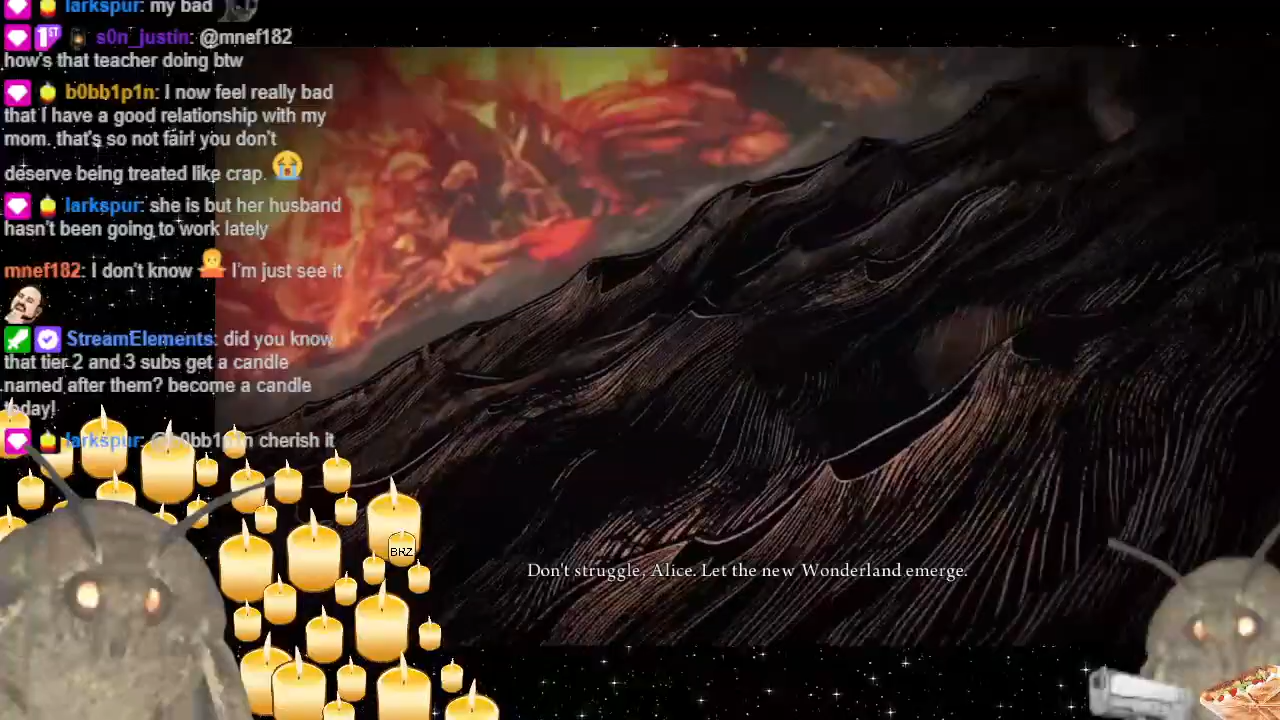 larkspur: my bad
s0n_justin: @mnef182
how's that teacher doing btw
b0bb1p1n: I now feel really bad
that I have a good relationship with my
mom. that's so not fair! you don't
deserve being treated like crap.
larkspur: she is but her husband
hasn't been going to work lately
mnef182: I don't know I'm just see it
StreamElements: did you know
that tier 2 and 3 subs get a candle
named after them? become a candle
today!
larkspur: @b0bb1p1n cherish it
BRZ
Don't struggle, Alice. Let the new Wonderland emerge.